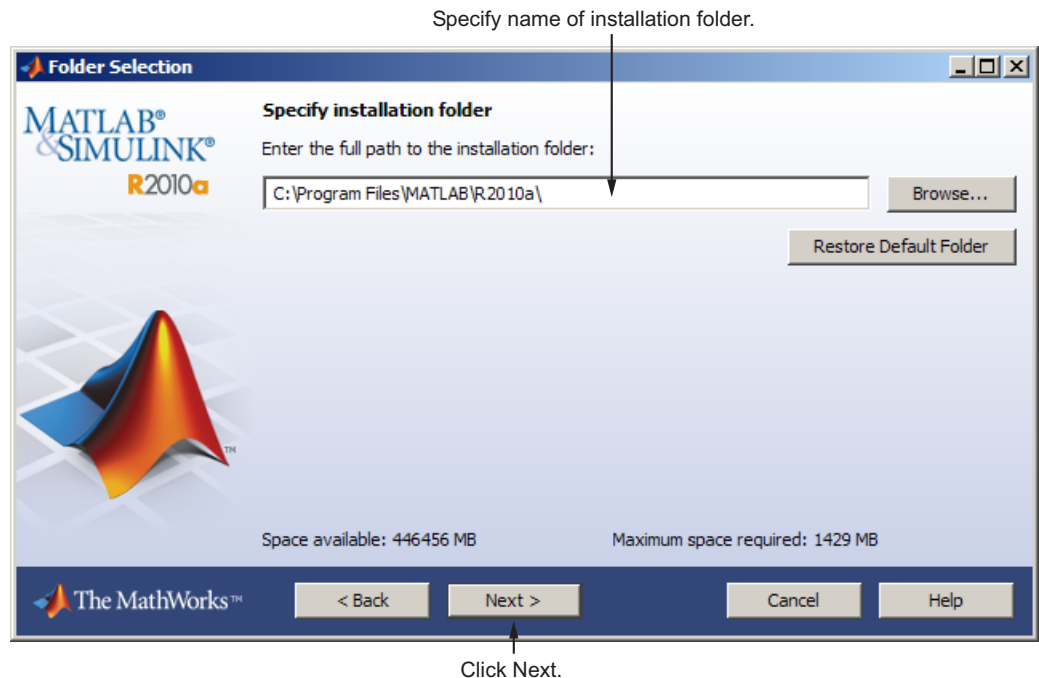 Specify name of installation folder.
Folder Selection
MATLAB®
&SIMULINK®
R2010a
Specify installation folder
Enter the full path to the installation folder:
C:\Program Files\MATLAB\R2010a\
Browse...
Restore Default Folder
TM
Space available: 446456 MB
Maximum space required: 1429 MB
The MathWorks™
< Back
Next >
Cancel
Help
Click Next.